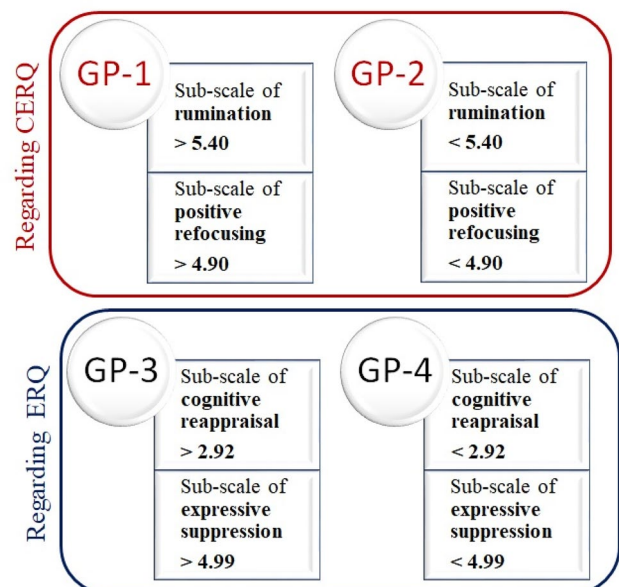 Regarding CERQ
GP-1
Sub-scale of
rumination
> 5.40
Sub-scale of
positive
refocusing
> 4.90
GP-2
Sub-scale of
rumination
< 5.40
Sub-scale of
positive
refocusing
< 4.90
Regarding ERQ
GP-3
Sub-scale of
cognitive
reappraisal
> 2.92
Sub-scale of
expressive
suppression
> 4.99
GP-4
Sub-scale of
cognitive
reapraisal
< 2.92
Sub-scale of
expressive
suppression
< 4.99